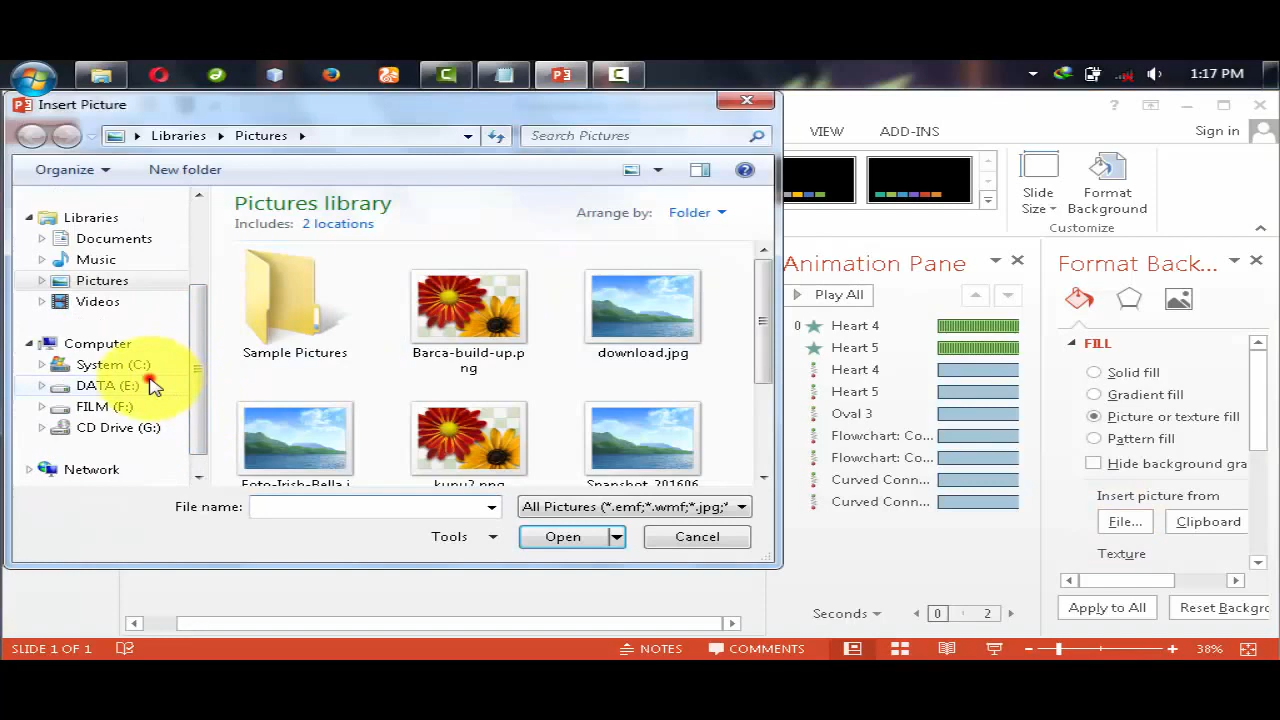 1:17 PM
Insert Picture
Libraries
Pictures
Search Pictures
Organize
New folder
Libraries
Documents
Music
Pictures
Videos
Computer
System (C:)
DATA (E:)
FILM (F:)
CD Drive (G:)
Network
Pictures library
Includes: 2 locations
Arrange by: Folder
Sample Pictures
Barca-build-up.p
ng
download.jpg
Foto-Irish-Bella.j
kupu2.png
Snapshot_201606
File name:
All Pictures (*.emf;*.wmf;*.jpg;*
Tools
Open
Cancel
VIEW
ADD-INS
Sign in
Slide
Size
Format
Background
Customize
Animation Pane
Play All
0
Heart 4
Heart 5
Heart 4
Heart 5
Oval 3
Flowchart: Co...
Flowchart: Co...
Curved Conn...
Curved Conn...
Seconds
0
2
Format Back...
FILL
Solid fill
Gradient fill
Picture or texture fill
Pattern fill
Hide background gra
Insert picture from
File...
Clipboard
Texture
Apply to All
Reset Backgro
SLIDE 1 OF 1
NOTES
COMMENTS
38%